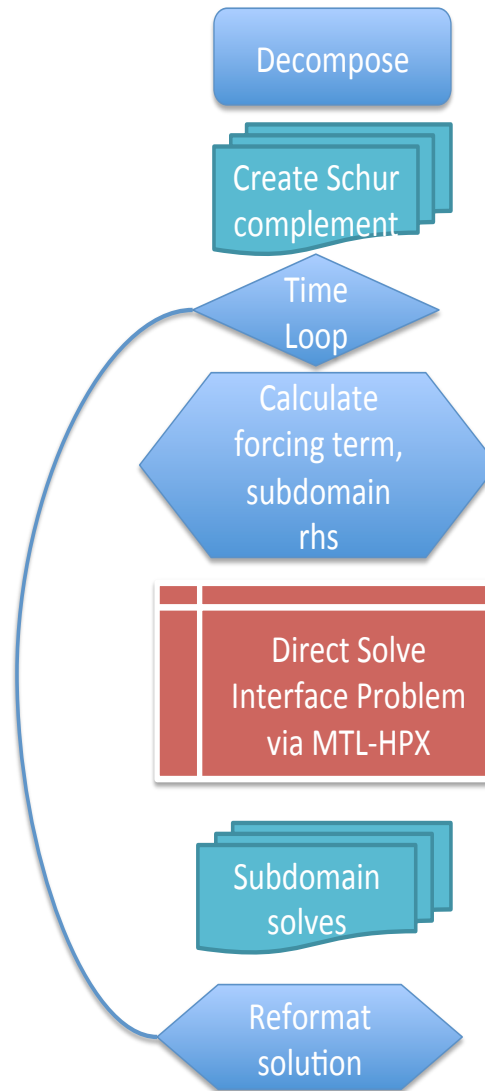 Decompose
Create Schur
complement
Time
Loop
Calculate
forcing term,
subdomain
rhs
Direct Solve
Interface Problem
via MTL-HPX
Subdomain
solves
Reformat
solution